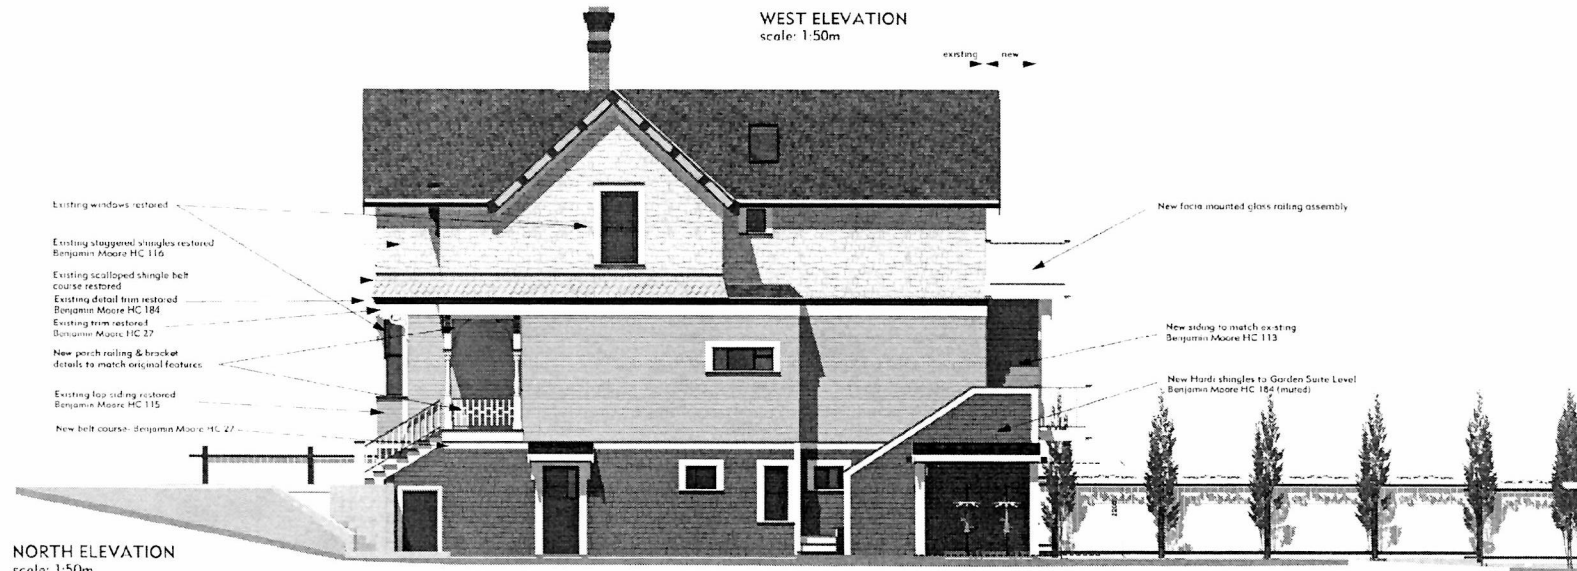 WEST ELEVATION
scale: 1:50m
existing new
Existing windows restored
Existing staggered shingles restored
Benjamin Moore HC 116
Existing scalloped shingle belt
course restored
Existing detail trim restored
Benjamin Moore HC 184
Existing trim restored
Benjamin Moore HC 27
New porch railing & bracket
details to match original features
Existing lap siding restored
Benjamin Moore HC 115
New belt course- Benjamin Moore HC 27
New facia mounted glass railing assembly
New siding to match existing
Benjamin Moore HC 113
New Hardi shingles to Garden Suite Level
Benjamin Moore HC 184 (muted)
NORTH ELEVATION
scale: 1:50m